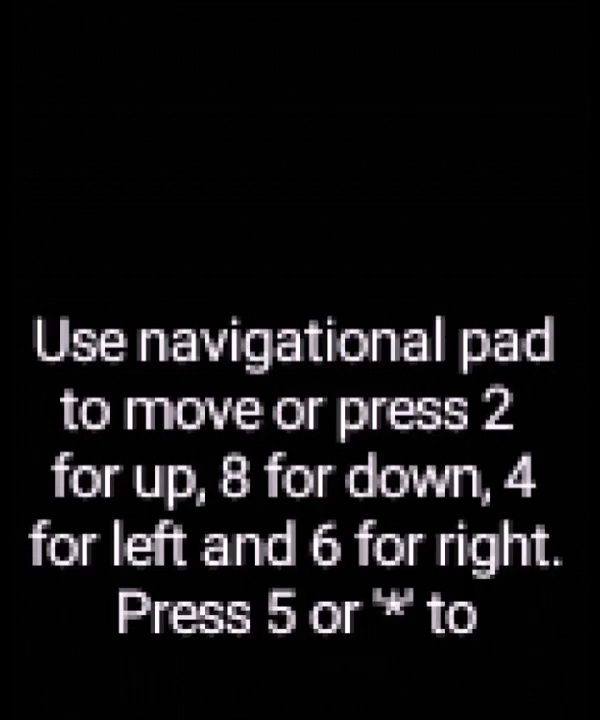 Use navigational pad
to move or press 2
for up, 8 for down, 4
for left and 6 for right.
Press 5 or '*' to